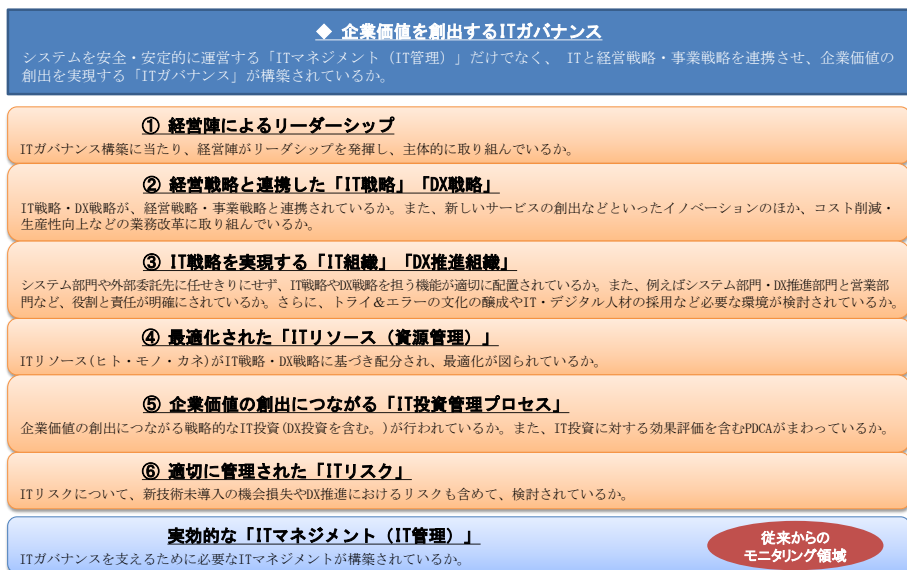 ◆ 企業価値を創出するITガバナンス
システムを安全・安定的に運営する「ITマネジメント（IT管理）」だけでなく、 ITと経営戦略・事業戦略を連携させ、企業価値の
創出を実現する「ITガバナンス」が構築されているか。
① 経営陣によるリーダーシップ
ITガバナンス構築に当たり、経営陣がリーダシップを発揮し、主体的に取り組んでいるか。
② 経営戦略と連携した「IT戦略」「DX戦略」
IT戦略・DX戦略が、経営戦略・事業戦略と連携されているか。また、新しいサービスの創出などといったイノベーションのほか、コスト削減・
生産性向上などの業務改革に取り組んでいるか。
③ IT戦略を実現する「IT組織」「DX推進組織」
システム部門や外部委託先に任せきりにせず、IT戦略やDX戦略を担う機能が適切に配置されているか。また、例えばシステム部門・DX推進部門と営業部
門など、役割と責任が明確にされているか。さらに、トライ＆エラーの文化の醸成やIT・デジタル人材の採用など必要な環境が検討されているか。
④ 最適化された「ITリソース（資源管理）」
ITリソース(ヒト・モノ・カネ)がIT戦略・DX戦略に基づき配分され、最適化が図られているか。
⑤ 企業価値の創出につながる「IT投資管理プロセス」
企業価値の創出につながる戦略的なIT投資(DX投資を含む。)が行われているか。また、IT投資に対する効果評価を含むPDCAがまわっているか。
⑥ 適切に管理された「ITリスク」
ITリスクについて、新技術未導入の機会損失やDX推進におけるリスクも含めて、検討されているか。
実効的な「ITマネジメント（IT管理）」
ITガバナンスを支えるために必要なITマネジメントが構築されているか。
従来からの
モニタリング領域